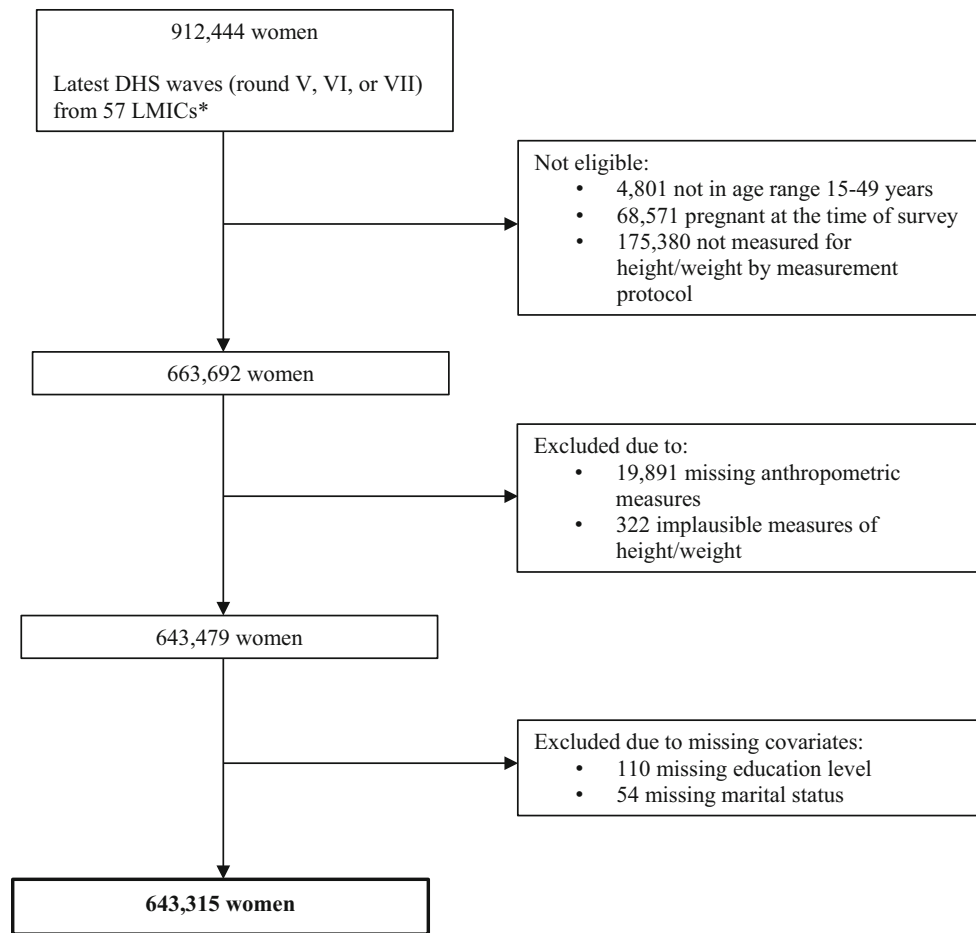 912,444 women
Latest DHS waves (round V, VI, or VII)
from 57 LMICs*
Not eligible:
• 4,801 not in age range 15-49 years
• 68,571 pregnant at the time of survey
• 175,380 not measured for
height/weight by measurement
protocol
663,692 women
Excluded due to:
• 19,891 missing anthropometric
measures
• 322 implausible measures of
height/weight
643,479 women
Excluded due to missing covariates:
• 110 missing education level
• 54 missing marital status
643,315 women